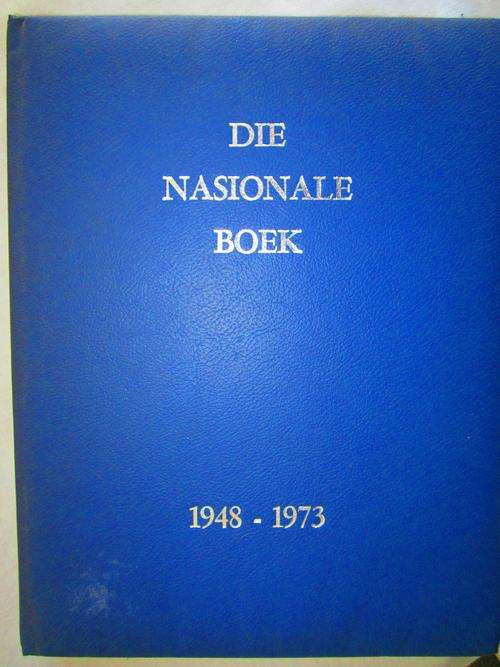 DIE
NASIONALE
BOEK
1948 - 1973